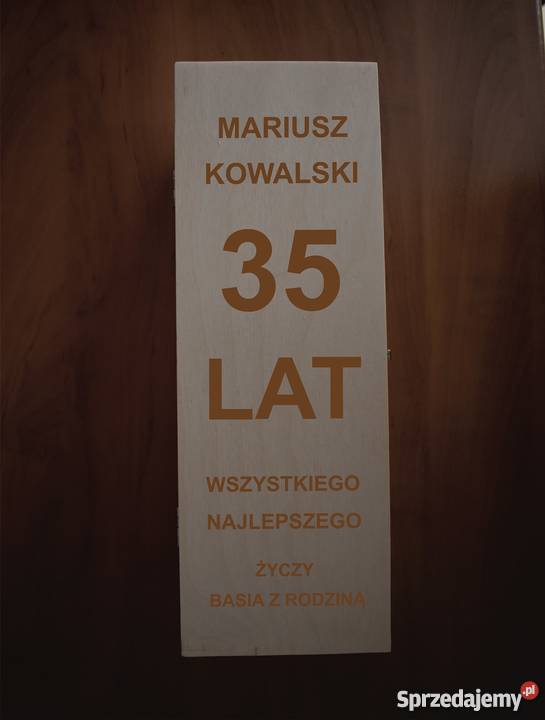 MARIUSZ
KOWALSKI
35
LAT
WSZYSTKIEGO
NAJLEPSZEGO
ŻYCZY
BASIA Z RODZINĄ
Sprzedajemy.pl